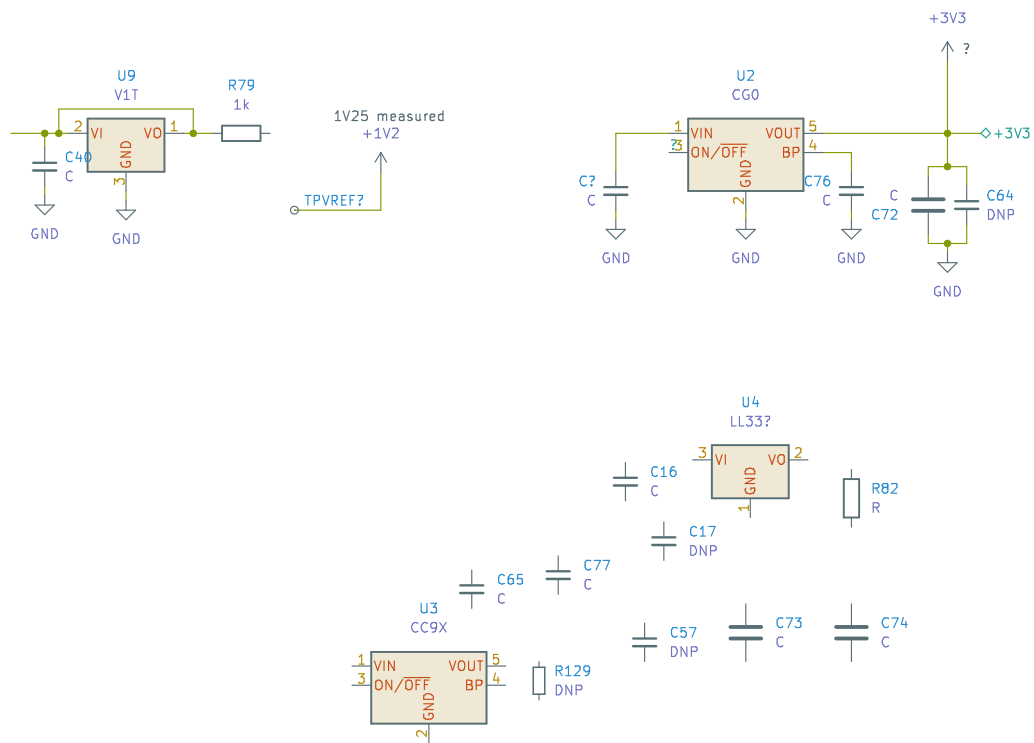 +3V3
?
U9
V1T
R79
1k
2
VI
VO
1
GND
3
C40
C
GND
GND
1V25 measured
+1V2
TPVREF?
U2
CG0
1
VIN
VOUT
5
?
3
ON/OFF
BP
4
GND
2
C?
C
GND
GND
C76
C
GND
+3V3
C
C72
C64
DNP
GND
U4
LL33?
3
VI
VO
2
GND
1
C16
C
C17
DNP
R82
R
C65
C
C77
C
U3
CC9X
1
VIN
VOUT
5
3
ON/OFF
BP
4
GND
2
R129
DNP
C57
DNP
C73
C
C74
C